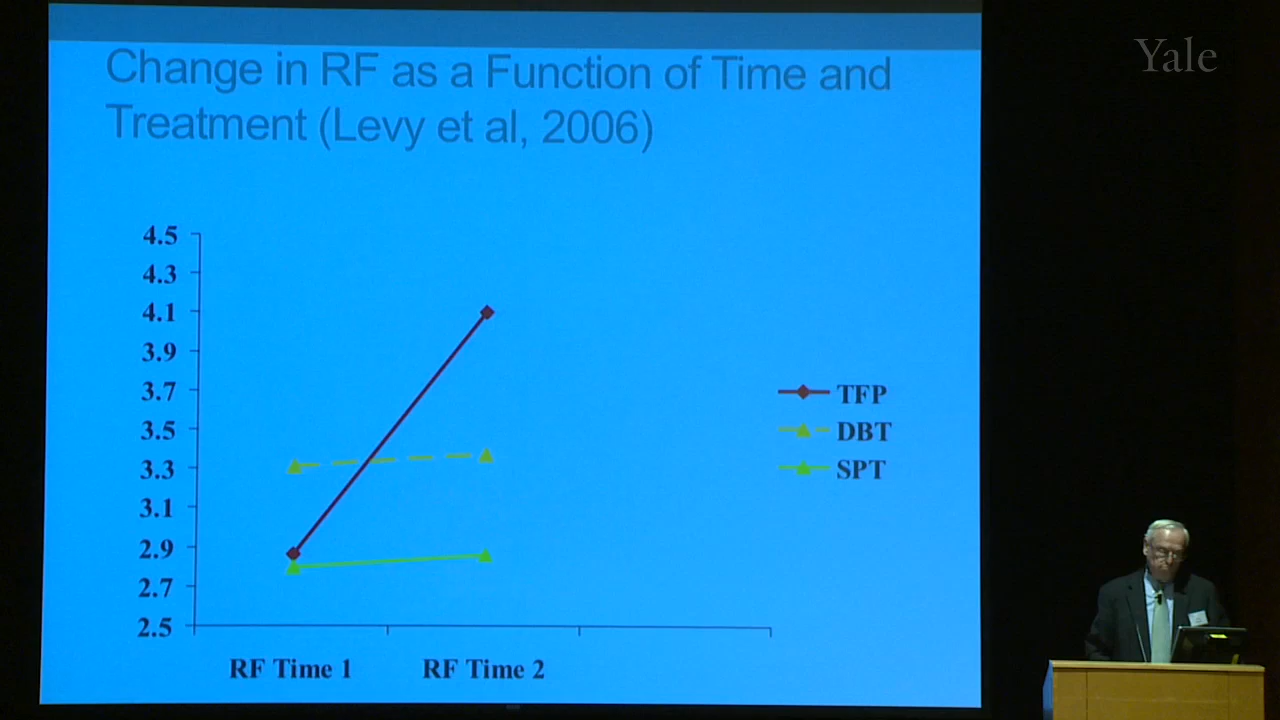 Change in RF as a Function of Time and
Treatment (Levy et al, 2006)
Yale
4.5
4.3
4.1
3.9
3.7
3.5
3.3
3.1
2.9
2.7
2.5
TFP
DBT
SPT
RF Time 1
RF Time 2